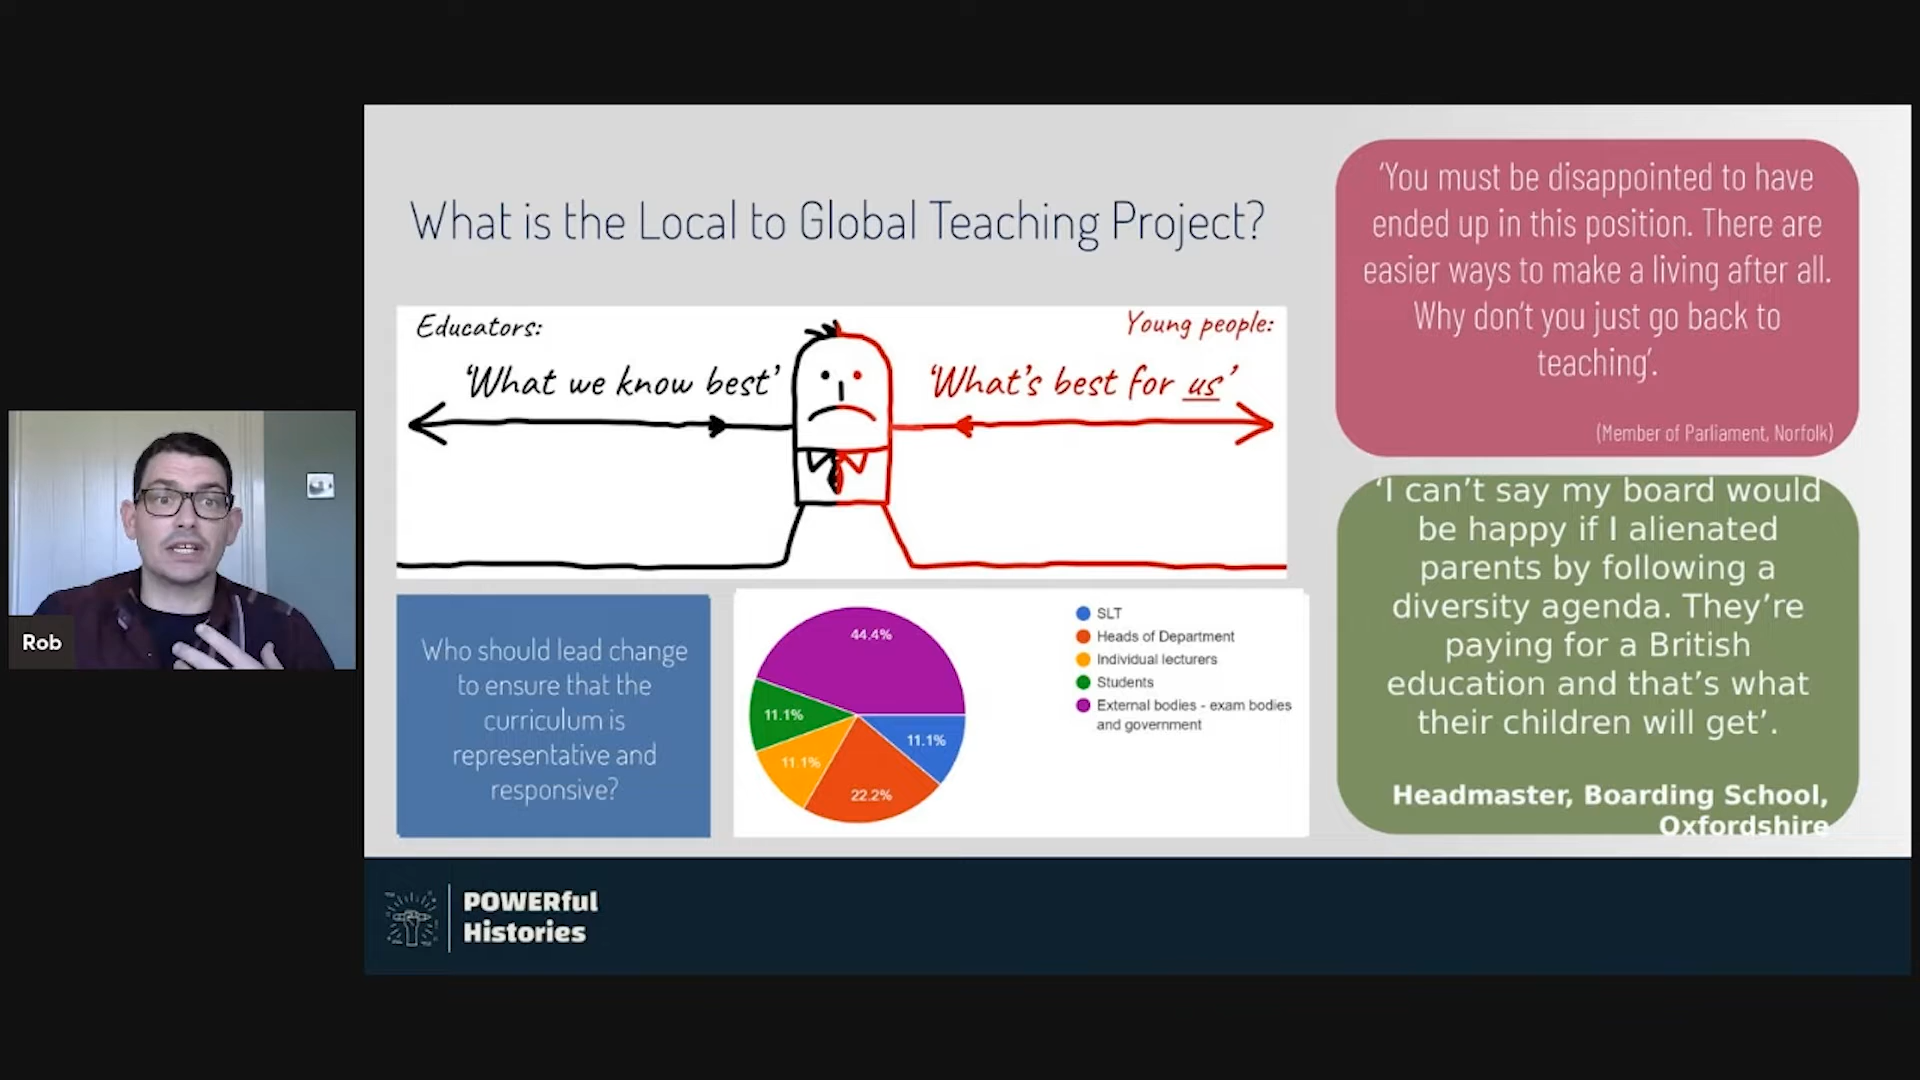 What is the Local to Global Teaching Project?
Educators:
'What we know best'
Young people:
'What's best for us'
Who should lead change
to ensure that the
curriculum is
representative and
responsive?
44.4%
11.1%
11.1%
22.2%
11.1%
SLT
Heads of Department
Individual lecturers
Students
External bodies - exam bodies
and government
'You must be disappointed to have
ended up in this position. There are
easier ways to make a living after all.
Why don't you just go back to
teaching'.
(Member of Parliament, Norfolk)
'I can't say my board would
be happy if I alienated
parents by following a
diversity agenda. They're
paying for a British
education and that's what
their children will get'.
Headmaster, Boarding School,
Oxfordshire
Rob
POWERful
Histories